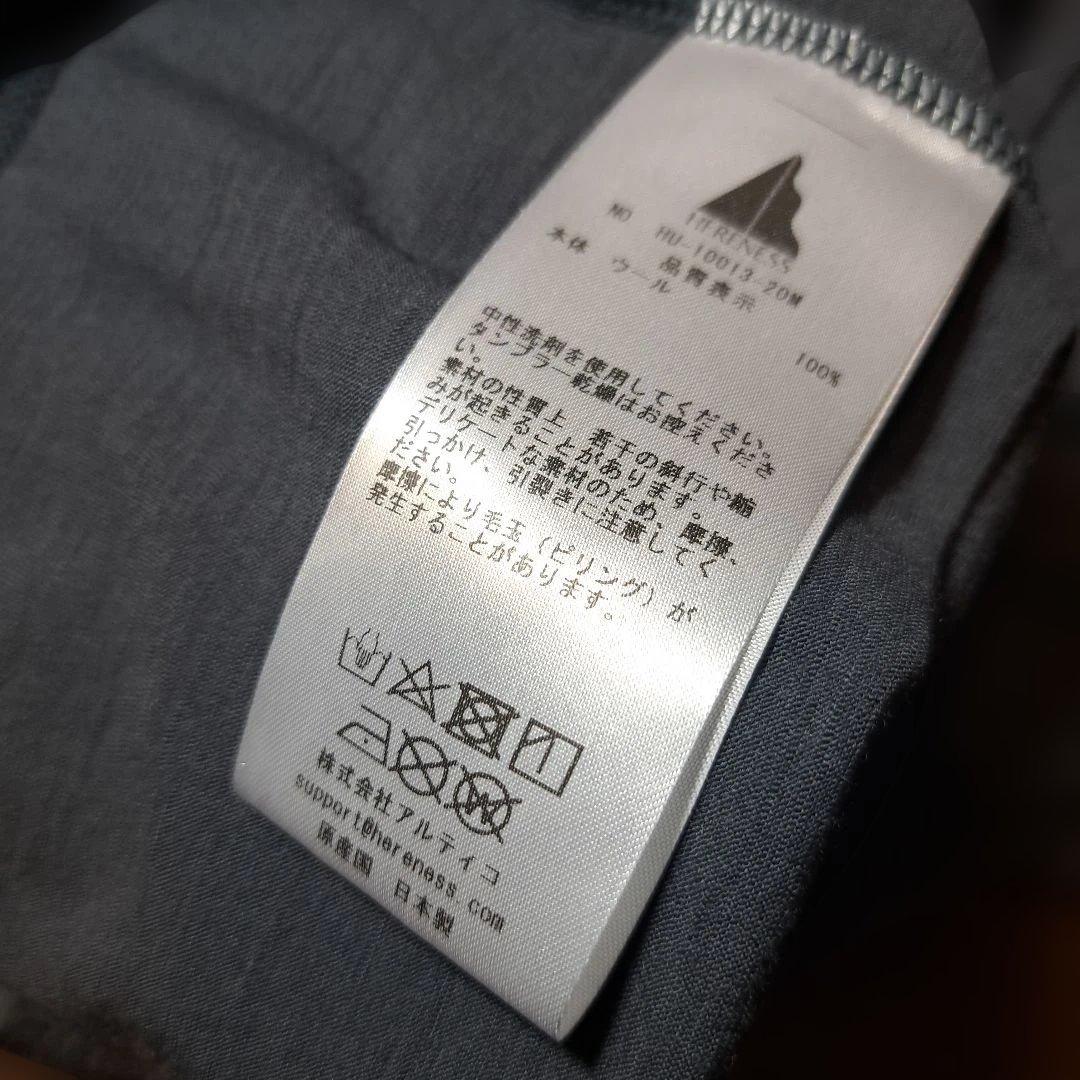 HERENESS
NO HU-10013-20M
品質表示
本体 ウール 100%
中性洗剤を使用してください。
タンブラー乾燥はお控えくださ
い。
素材の性質上、若干の斜行や縮
みが起きることがあります。
デリケートな素材のため、摩擦、
引っかけ、引裂きに注意してく
ださい。
摩擦により毛玉(ピリング)が
発生することがあります。
株式会社アルティコ
support@hereness com
原産国 日本製